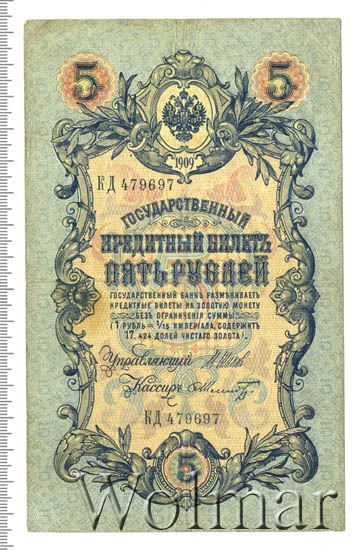 5 5
1909
КД 479697
ГОСУДАРСТВЕННЫЙ
КРЕДИТНЫЙ БИЛЕТЪ
ПЯТЬ РУБЛЕЙ
ГОСУДАРСТВЕННЫЙ БАНКЪ РАЗМѢНИВАЕТЪ
КРЕДИТНЫЕ БИЛЕТЫ НА ЗОЛОТУЮ МОНЕТУ
БЕЗЪ ОГРАНИЧЕНІЯ СУММЫ
(1 РУБЛЬ = 1/15 ИМПЕРІАЛА, СОДЕРЖИТЪ
17,424 ДОЛЕЙ ЧИСТАГО ЗОЛОТА).
Управляющій
Кассиръ
КД 479697
5
Wolmar